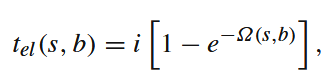 t_{el}(s, b) = i [ 1 − e^{−Ω(s,b)} ] ,